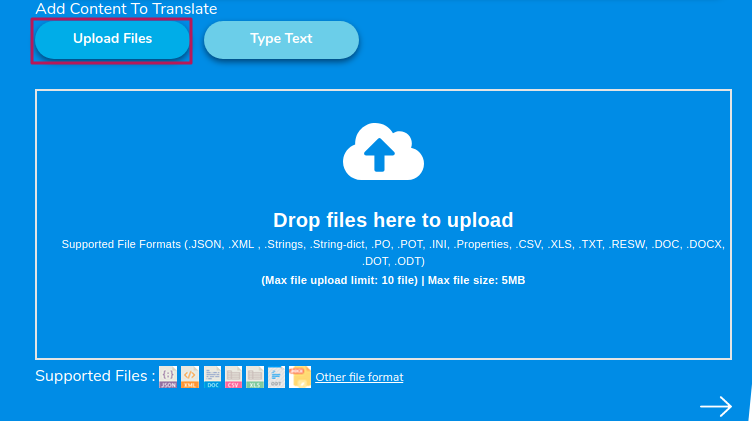 Add Content To Translate
Upload Files
Type Text
Drop files here to upload
Supported File Formats (.JSON, .XML , .Strings, .String-dict, .PO, .POT, .INI, .Properties, .CSV, .XLS, .TXT, .RESW, .DOC, .DOCX,
.DOT, .ODT)
(Max file upload limit: 10 file) | Max file size: 5MB
Supported Files : JSON XML DOC CSV XLS ODT Other file format